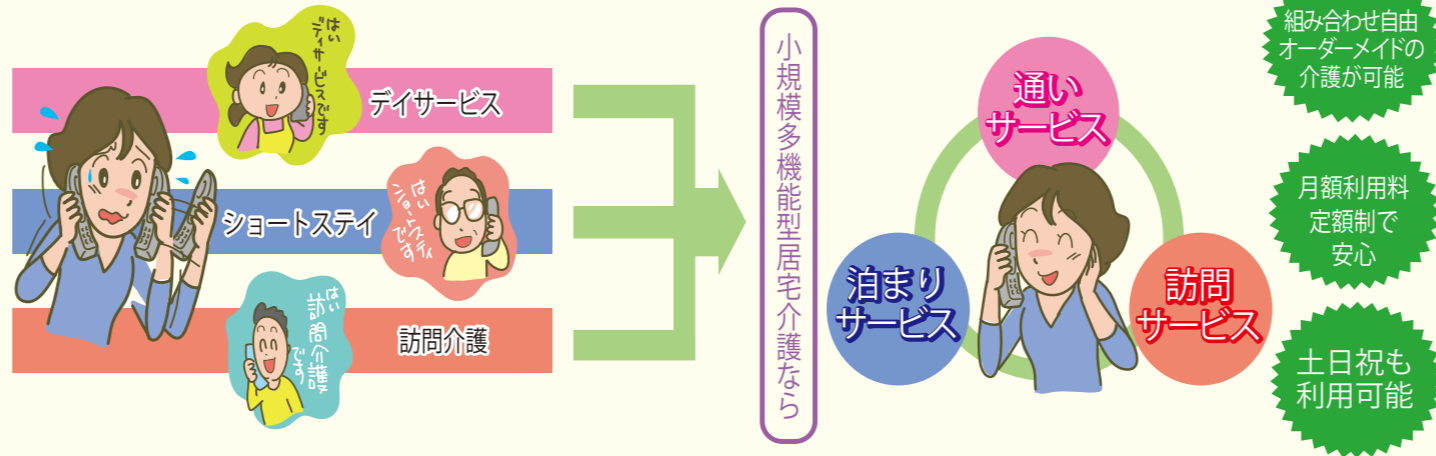 はい
デイサービスです
デイサービス
はい
ショートステイ
です
ショートステイ
はい
訪問介護
です
訪問介護
小規模多機能型居宅介護なら
通い
サービス
泊まり
サービス
訪問
サービス
組み合わせ自由
オーダーメイドの
介護が可能
月額利用料
定額制で
安心
土日祝も
利用可能